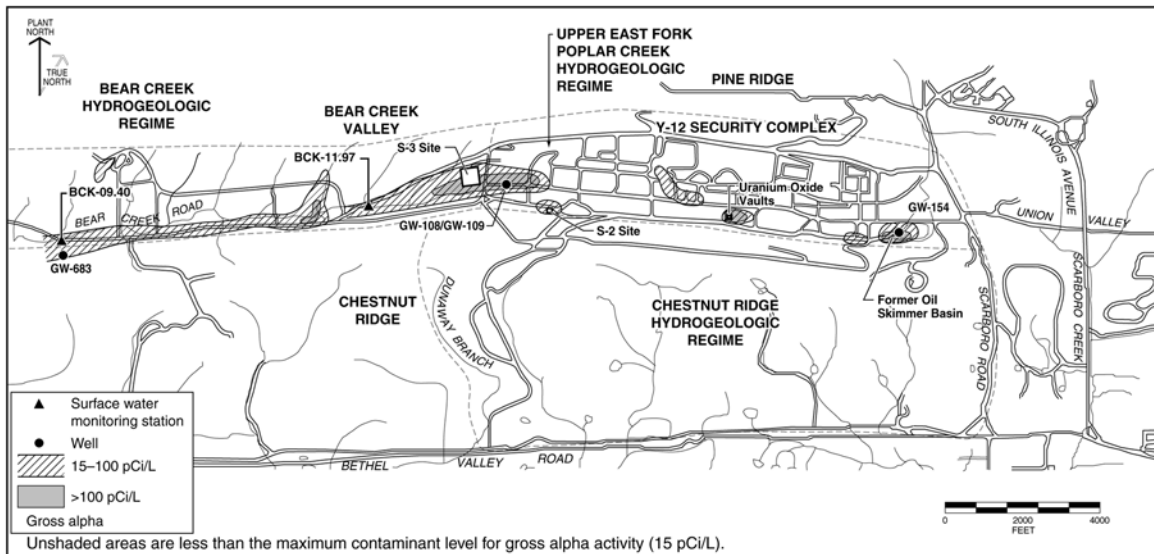 PLANT
NORTH
TRUE
NORTH
BEAR CREEK
HYDROGEOLOGIC
REGIME
BEAR CREEK
VALLEY
UPPER EAST FORK
POPLAR CREEK
HYDROGEOLOGIC
REGIME
PINE RIDGE
Y-12 SECURITY COMPLEX
SOUTH ILLINOIS
AVENUE
S-3 Site
BCK-11.97
BCK-09.40
BEAR CREEK ROAD
GW-683
GW-108/GW-109
S-2 Site
Uranium Oxide
Vaults
GW-154
UNION VALLEY
Former Oil
Skimmer Basin
CHESTNUT
RIDGE
DUNAWAY BRANCH
CHESTNUT RIDGE
HYDROGEOLOGIC
REGIME
SCARBORO ROAD
SCARBORO CREEK
BETHEL VALLEY ROAD
Surface water
monitoring station
Well
15–100 pCi/L
>100 pCi/L
Gross alpha
0 2000 4000
FEET
Unshaded areas are less than the maximum contaminant level for gross alpha activity (15 pCi/L).